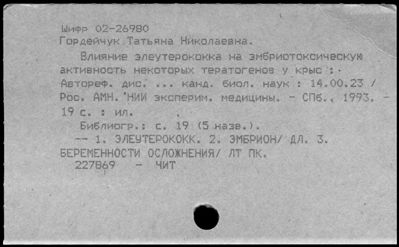 Шифр 02-26980
Гордейчук Татьяна Николаевна.
Влияние элеутерококка на эмбриотоксическую
активность некоторых тератогенов у крыс :
Автореф. дис. ... канд. биол. наук : 14.00.23 /
Рос. АМН. НИИ эксперим. медицины. - СПб., 1993. -
19 с. : ил.
Библиогр.: с. 19 (5 назв.).
-- 1. ЭЛЕУТЕРОКОКК. 2. ЭМБРИОН/ ДЛ. 3.
БЕРЕМЕННОСТИ ОСЛОЖНЕНИЯ/ ЛТ ПК.
227869 - ЧИТ